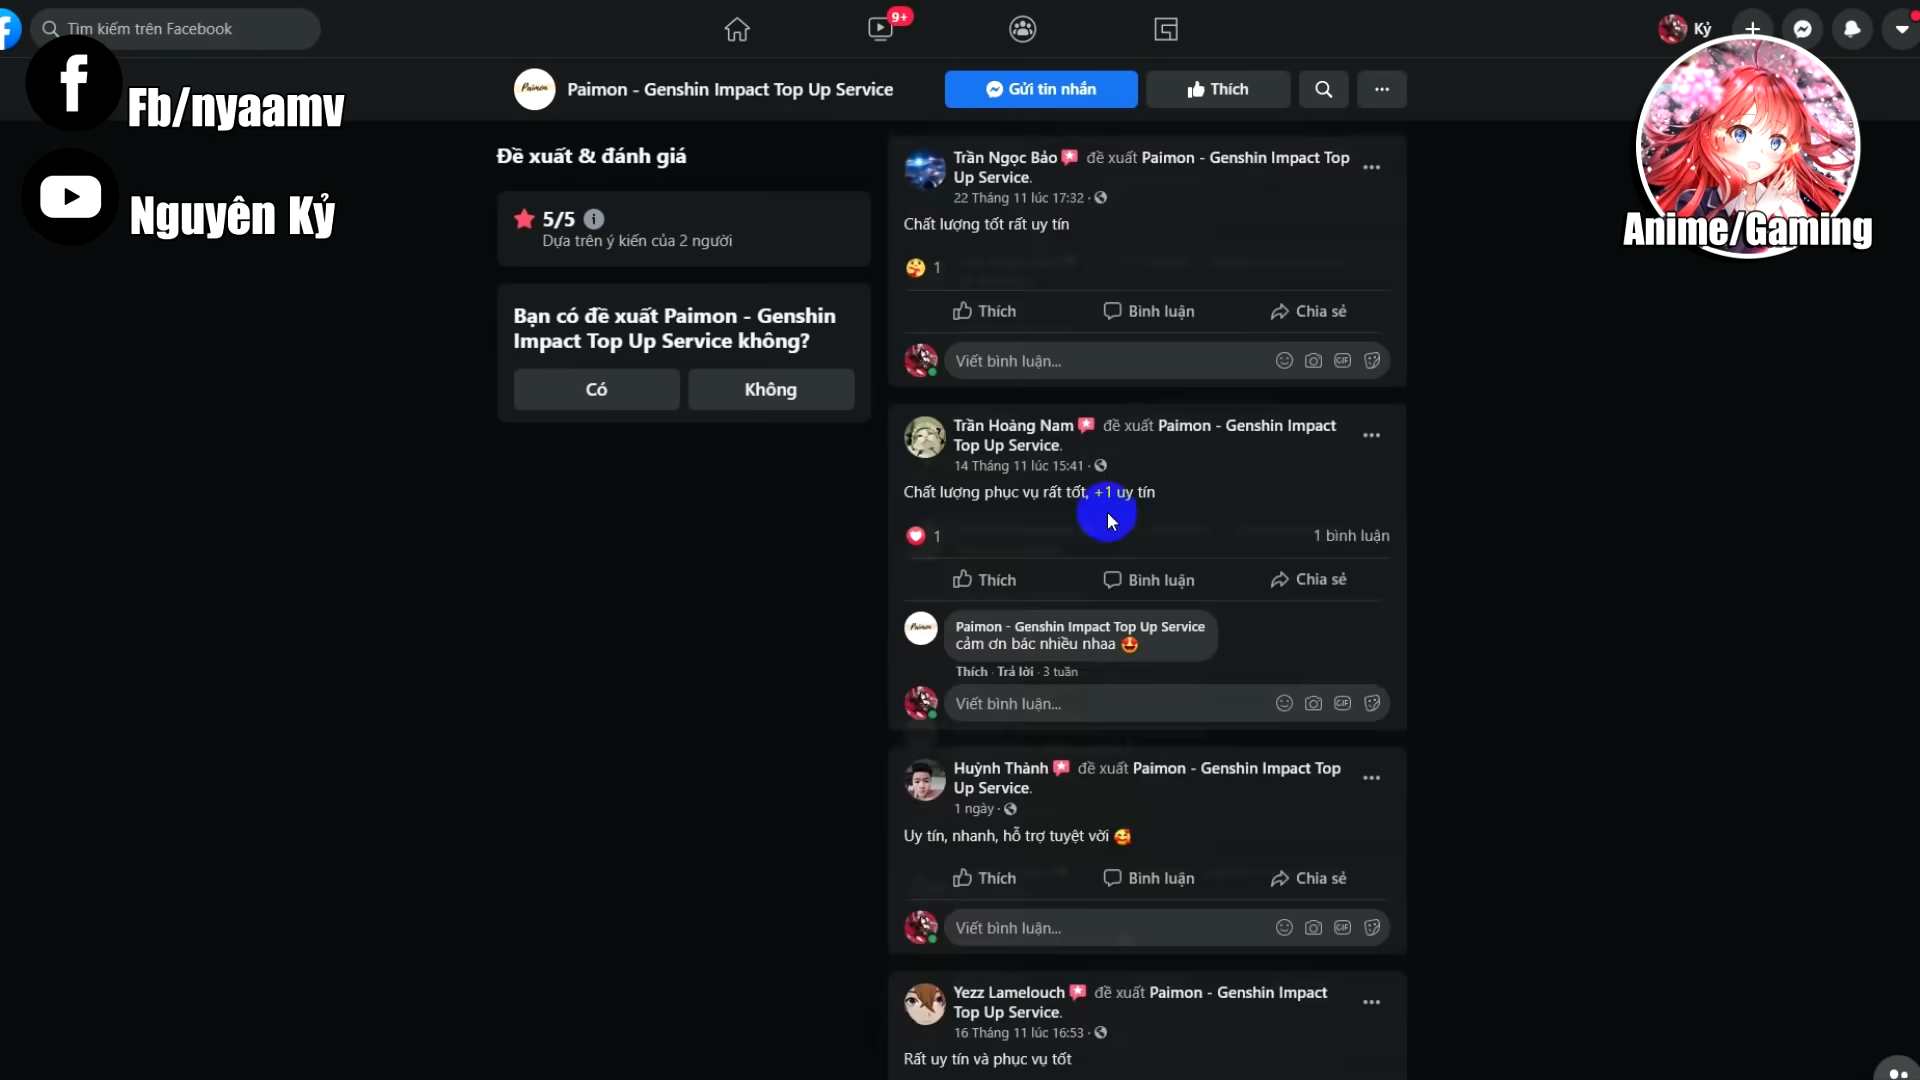 Tìm kiếm trên Facebook
9+
Kỷ
Fb/nyaamv
Nguyên Kỷ
Anime/Gaming
Paimon
Paimon - Genshin Impact Top Up Service
Gửi tin nhắn
Thích
Đề xuất & đánh giá
5/5
Dựa trên ý kiến của 2 người
Bạn có đề xuất Paimon - Genshin
Impact Top Up Service không?
Có
Không
Trần Ngọc Bảo đề xuất Paimon - Genshin Impact Top
Up Service.
22 Tháng 11 lúc 17:32 ·
Chất lượng tốt rất uy tín
1
Thích
Bình luận
Chia sẻ
Viết bình luận...
GIF
Trần Hoàng Nam đề xuất Paimon - Genshin Impact
Top Up Service.
14 Tháng 11 lúc 15:41 ·
Chất lượng phục vụ rất tốt, +1 uy tín
1
1 bình luận
Thích
Bình luận
Chia sẻ
Paimon
Paimon - Genshin Impact Top Up Service
cảm ơn bác nhiều nhaa
Thích · Trả lời · 3 tuần
Viết bình luận...
GIF
Huỳnh Thành đề xuất Paimon - Genshin Impact Top
Up Service.
1 ngày ·
Uy tín, nhanh, hỗ trợ tuyệt vời
Thích
Bình luận
Chia sẻ
Viết bình luận...
GIF
Yezz Lamelouch đề xuất Paimon - Genshin Impact
Top Up Service.
16 Tháng 11 lúc 16:53 ·
Rất uy tín và phục vụ tốt